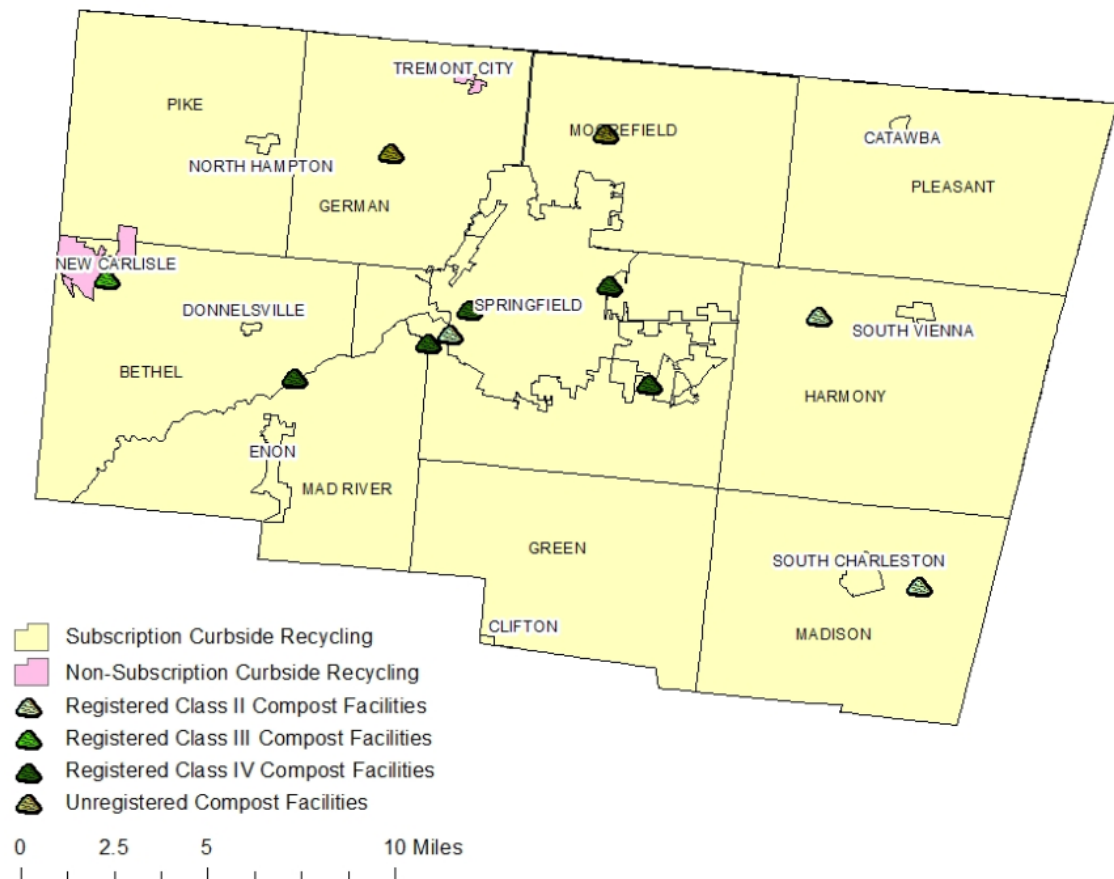 TREMONT CITY
PIKE
MOOREFIELD
CATAWBA
NORTH HAMPTON
PLEASANT
GERMAN
NEW CARLISLE
DONNELSVILLE
SPRINGFIELD
SOUTH VIENNA
BETHEL
HARMONY
ENON
MAD RIVER
GREEN
SOUTH CHARLESTON
CLIFTON
MADISON
Subscription Curbside Recycling
Non-Subscription Curbside Recycling
Registered Class II Compost Facilities
Registered Class III Compost Facilities
Registered Class IV Compost Facilities
Unregistered Compost Facilities
0 2.5 5 10 Miles